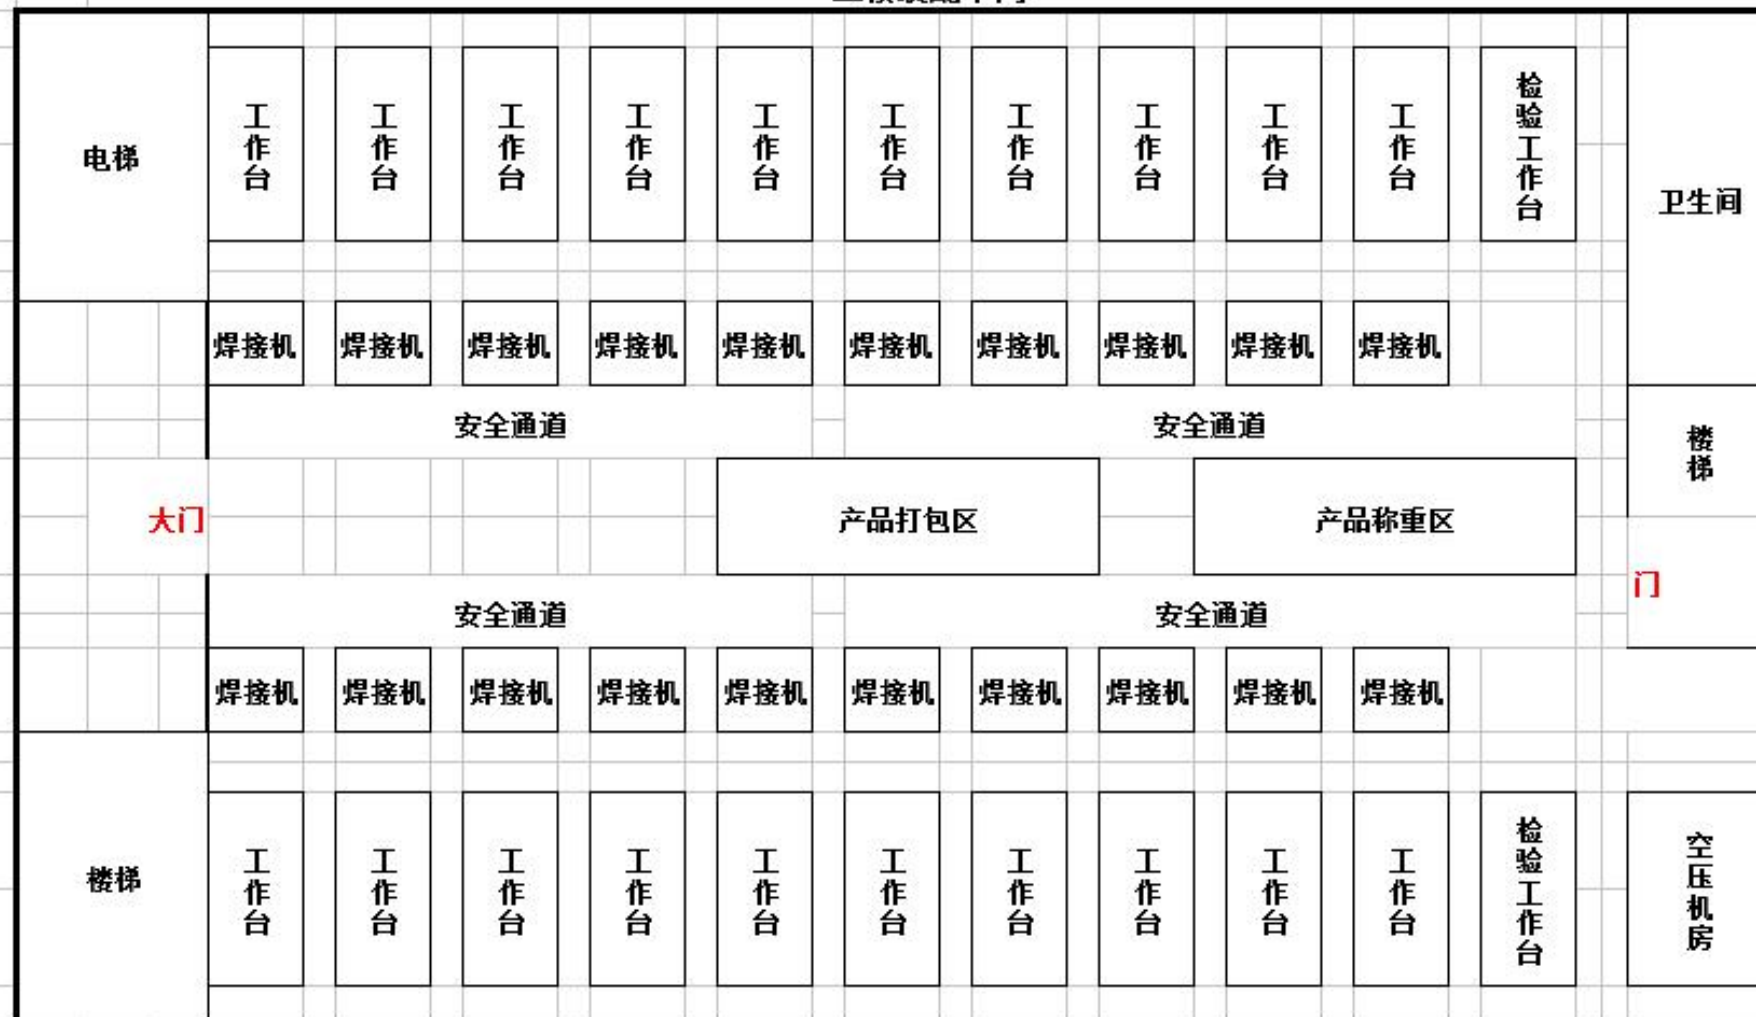 电梯
工作台
工作台
工作台
工作台
工作台
工作台
工作台
工作台
工作台
工作台
检验工作台
卫生间
焊接机
焊接机
焊接机
焊接机
焊接机
焊接机
焊接机
焊接机
焊接机
焊接机
安全通道
安全通道
楼梯
大门
产品打包区
产品称重区
门
安全通道
安全通道
焊接机
焊接机
焊接机
焊接机
焊接机
焊接机
焊接机
焊接机
焊接机
焊接机
楼梯
工作台
工作台
工作台
工作台
工作台
工作台
工作台
工作台
工作台
工作台
检验工作台
空压机房